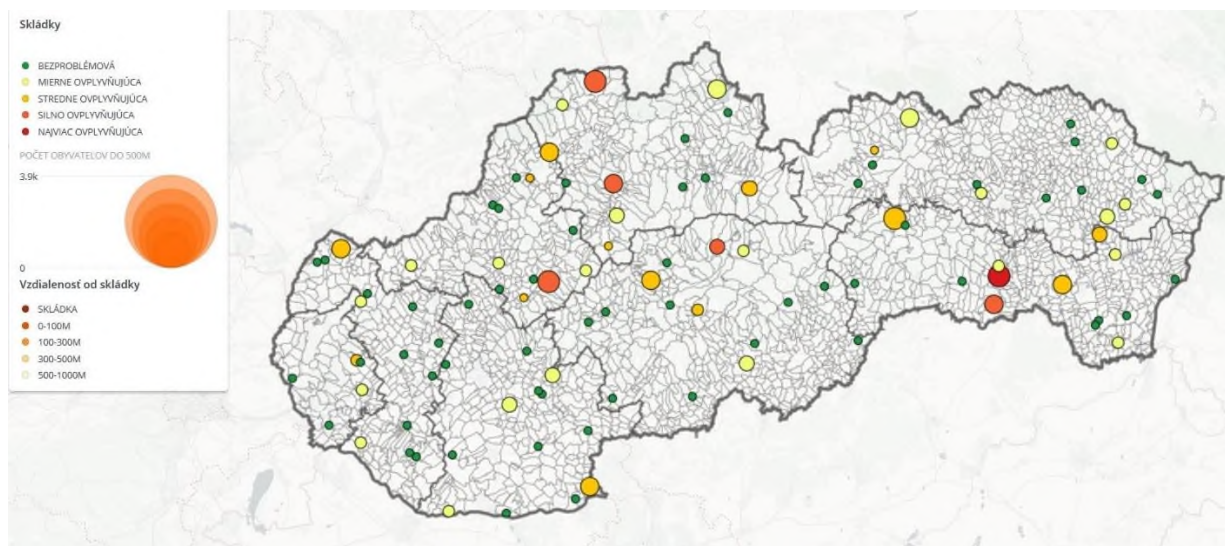 Skládky
BEZPROBLÉMOVÁ
MIERNE OVPLYVŇUJÚCA
STREDNE OVPLYVŇUJÚCA
SILNO OVPLYVŇUJÚCA
NAJVIAC OVPLYVŇUJÚCA
POČET OBYVATEĽOV DO 500M
3.9k
0
Vzdialenosť od skládky
SKLÁDKA
0-100M
100-300M
300-500M
500-1000M